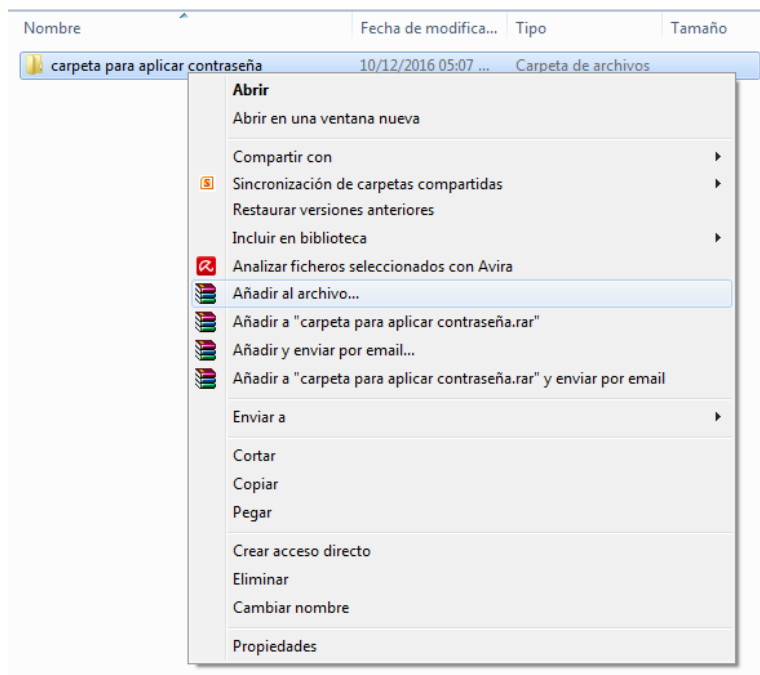 Nombre Fecha de modifica... Tipo Tamaño
carpeta para aplicar contraseña 10/12/2016 05:07 ... Carpeta de archivos
Abrir
Abrir en una ventana nueva
Compartir con
S Sincronización de carpetas compartidas
Restaurar versiones anteriores
Incluir en biblioteca
Analizar ficheros seleccionados con Avira
Añadir al archivo...
Añadir a "carpeta para aplicar contraseña.rar"
Añadir y enviar por email...
Añadir a "carpeta para aplicar contraseña.rar" y enviar por email
Enviar a
Cortar
Copiar
Pegar
Crear acceso directo
Eliminar
Cambiar nombre
Propiedades